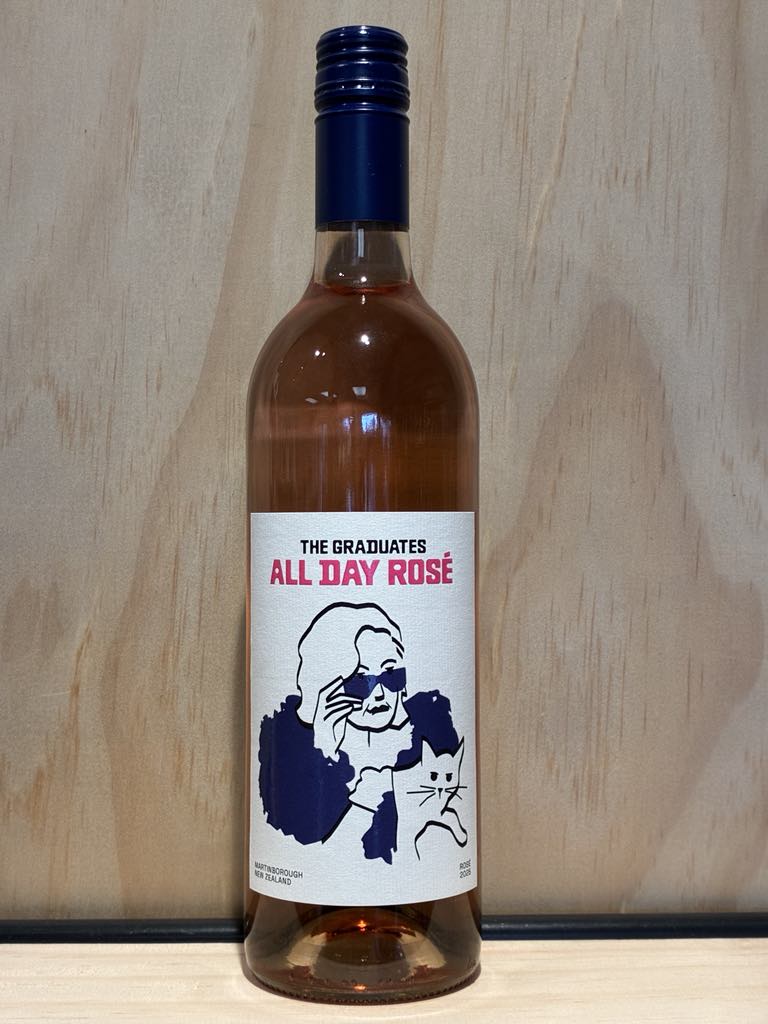 THE GRADUATES
ALL DAY ROSÉ
MARTINBOROUGH
NEW ZEALAND
ROSÉ
2025